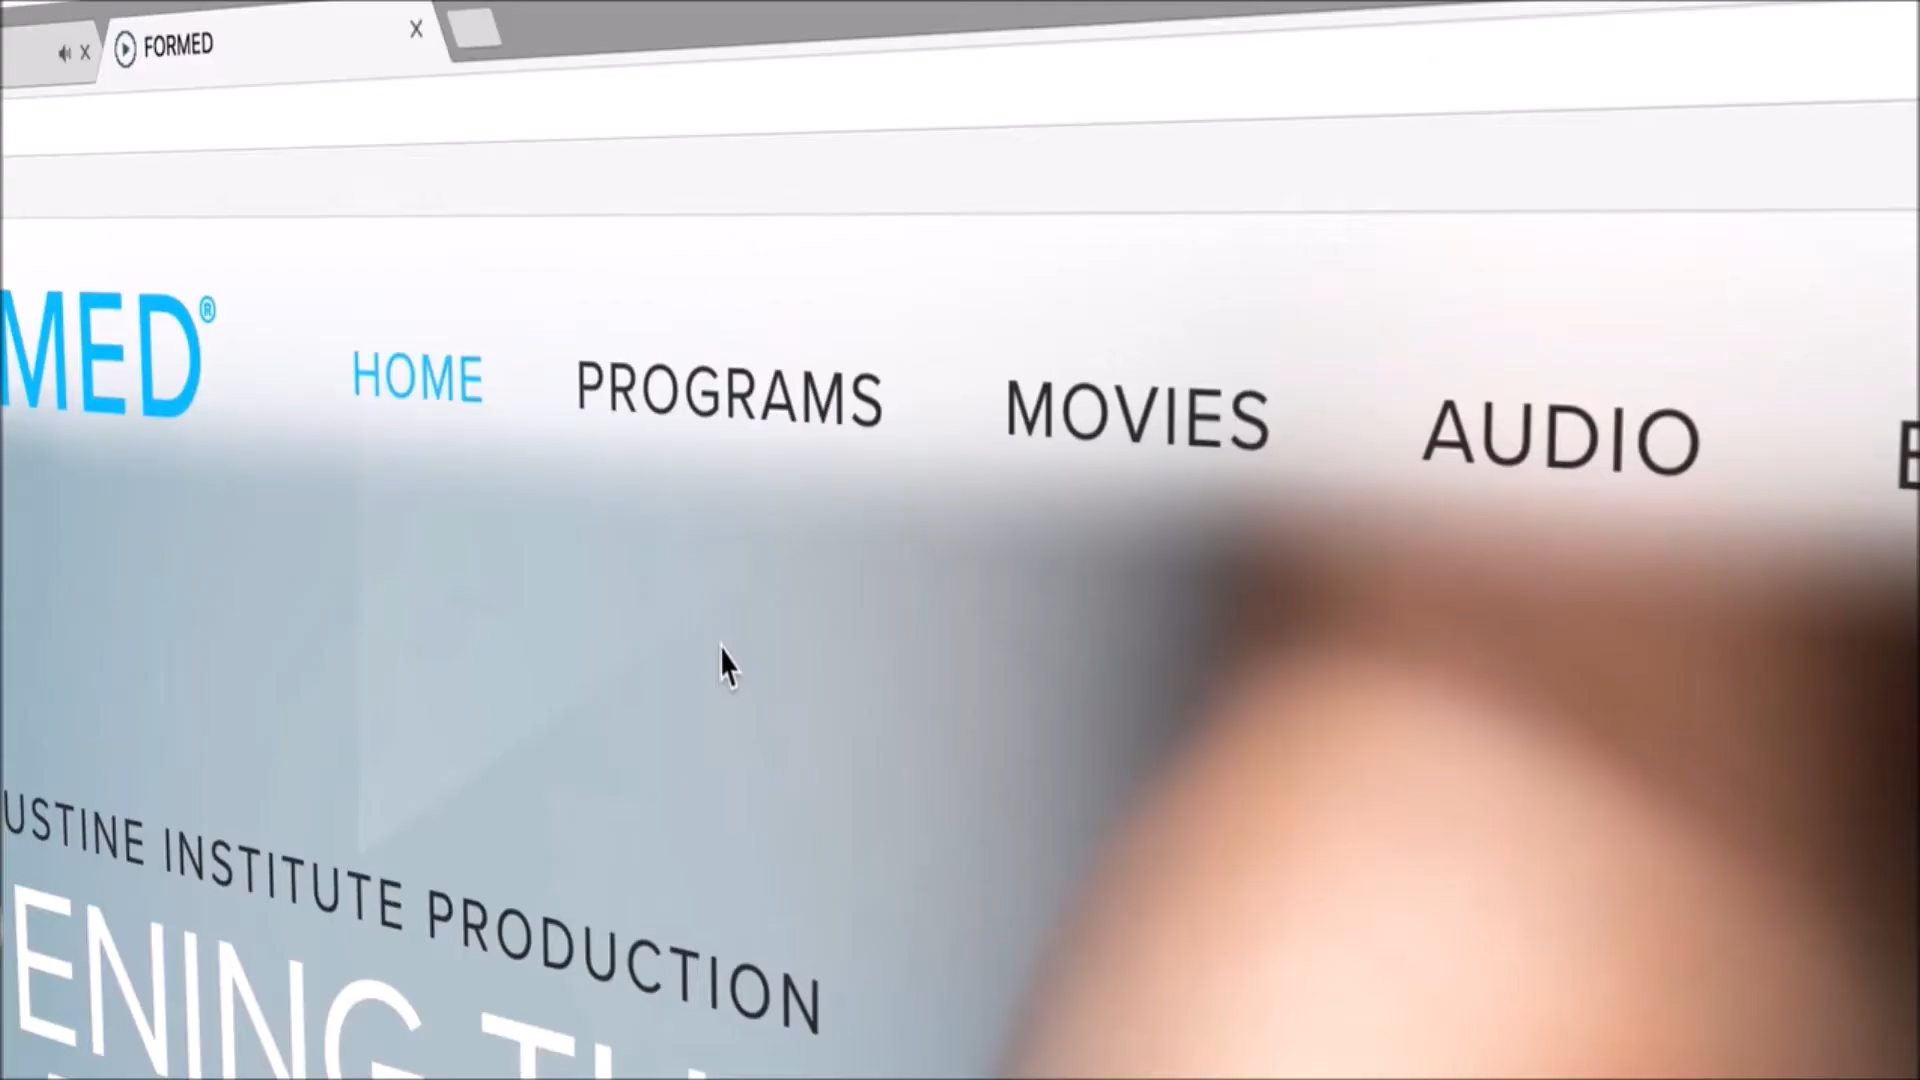 FORMED
MED®
HOME PROGRAMS MOVIES AUDIO
USTINE INSTITUTE PRODUCTION
ENING